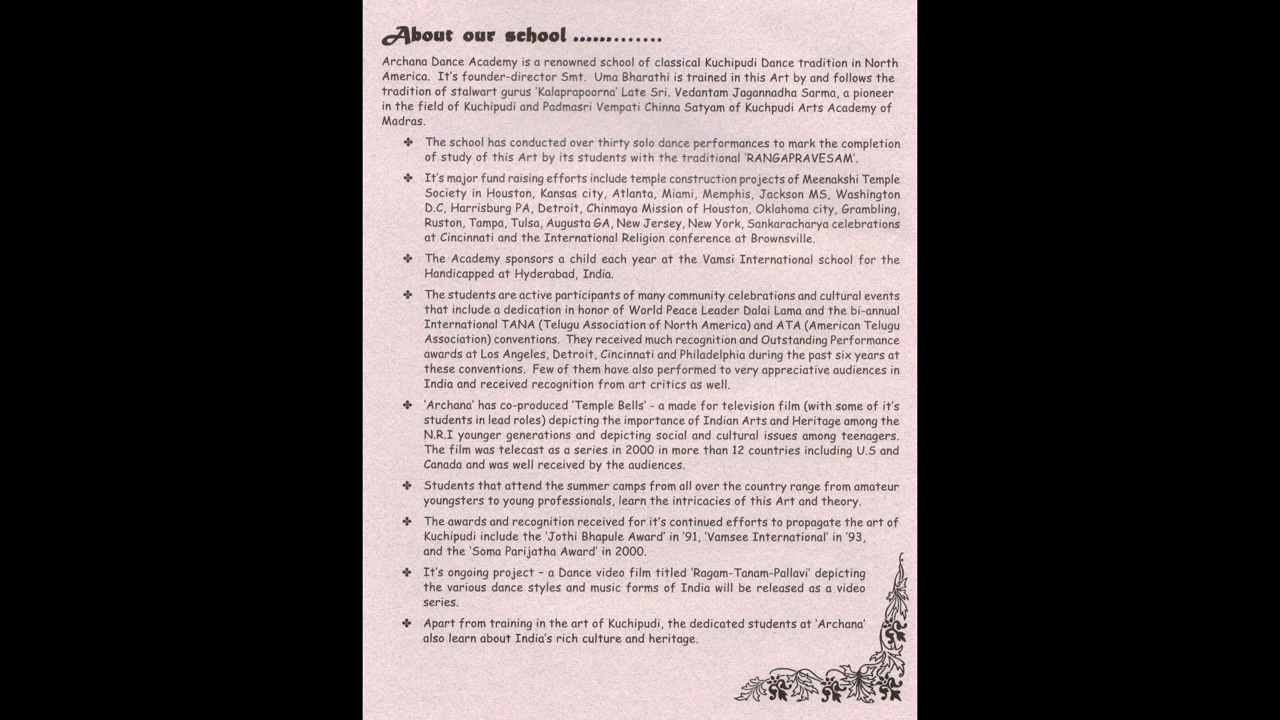 About our school .............
Archana Dance Academy is a renowned school of classical Kuchipudi Dance tradition in North
America. It's founder-director Smt. Uma Bharathi is trained in this Art by and follows the
tradition of stalwart gurus 'Kalaprapoorna' Late Sri. Vedantam Jagannadha Sarma, a pioneer
in the field of Kuchipudi and Padmasri Vempati Chinna Satyam of Kuchpudi Arts Academy of
Madras.
✤ The school has conducted over thirty solo dance performances to mark the completion
of study of this Art by its students with the traditional 'RANGAPRAVESAM'.
✤ It's major fund raising efforts include temple construction projects of Meenakshi Temple
Society in Houston, Kansas city, Atlanta, Miami, Memphis, Jackson MS, Washington
D.C, Harrisburg PA, Detroit, Chinmaya Mission of Houston, Oklahoma city, Grambling,
Ruston, Tampa, Tulsa, Augusta GA, New Jersey, New York, Sankaracharya celebrations
at Cincinnati and the International Religion conference at Brownsville.
✤ The Academy sponsors a child each year at the Vamsi International school for the
Handicapped at Hyderabad, India.
✤ The students are active participants of many community celebrations and cultural events
that include a dedication in honor of World Peace Leader Dalai Lama and the bi-annual
International TANA (Telugu Association of North America) and ATA (American Telugu
Association) conventions. They received much recognition and Outstanding Performance
awards at Los Angeles, Detroit, Cincinnati and Philadelphia during the past six years at
these conventions. Few of them have also performed to very appreciative audiences in
India and received recognition from art critics as well.
✤ 'Archana' has co-produced 'Temple Bells' - a made for television film (with some of it's
students in lead roles) depicting the importance of Indian Arts and Heritage among the
N.R.I younger generations and depicting social and cultural issues among teenagers.
The film was telecast as a series in 2000 in more than 12 countries including U.S and
Canada and was well received by the audiences.
✤ Students that attend the summer camps from all over the country range from amateur
youngsters to young professionals, learn the intricacies of this Art and theory.
✤ The awards and recognition received for it's continued efforts to propagate the art of
Kuchipudi include the 'Jothi Bhapule Award' in '91, 'Vamsee International' in '93,
and the 'Soma Parijatha Award' in 2000.
✤ It's ongoing project – a Dance video film titled 'Ragam-Tanam-Pallavi' depicting
the various dance styles and music forms of India will be released as a video
series.
✤ Apart from training in the art of Kuchipudi, the dedicated students at 'Archana'
also learn about India's rich culture and heritage.